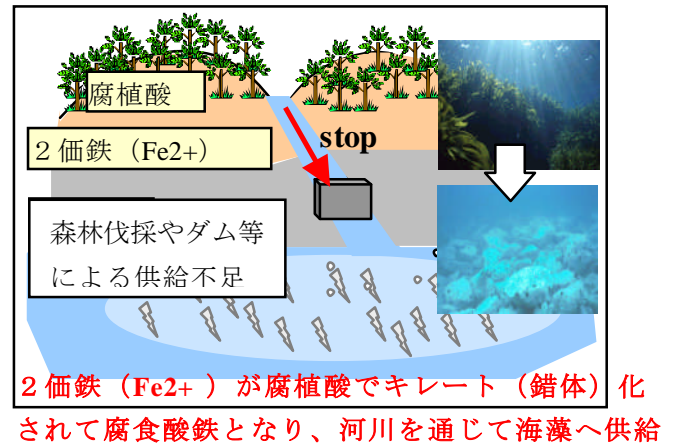 腐植酸
２価鉄（Fe2+）
stop
森林伐採やダム等
による供給不足
２価鉄（Fe2+ ）が腐植酸でキレート（錯体）化
されて腐食酸鉄となり、河川を通じて海藻へ供給